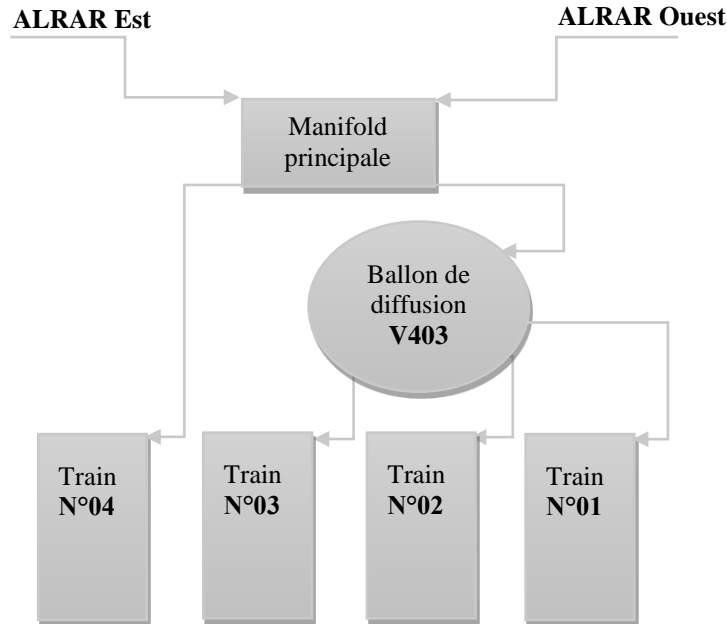 ALRAR Est
ALRAR Ouest
Manifold
principale
Ballon de
diffusion
V403
Train
N°04
Train
N°03
Train
N°02
Train
N°01